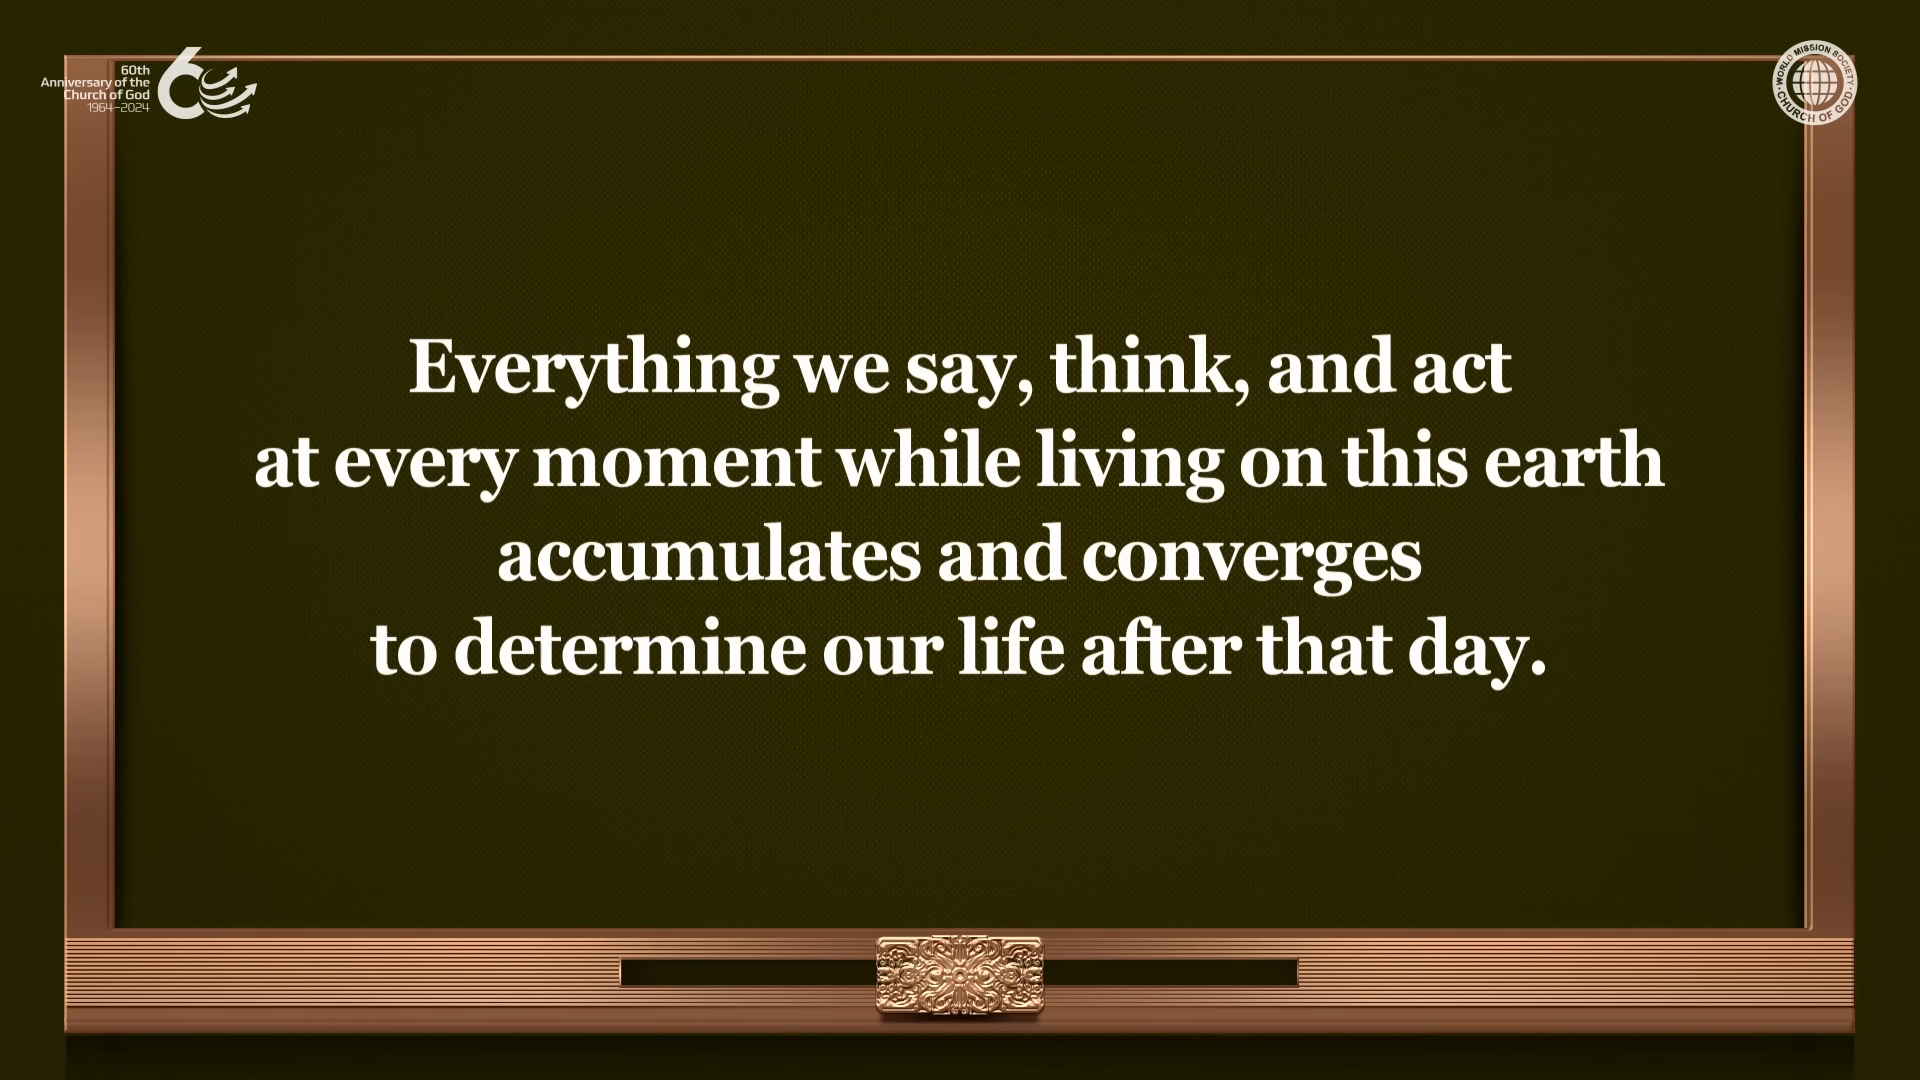 60th
Anniversary of the
Church of God
1964–2024
WORLD MISSION SOCIETY
CHURCH OF GOD
Everything we say, think, and act
at every moment while living on this earth
accumulates and converges
to determine our life after that day.